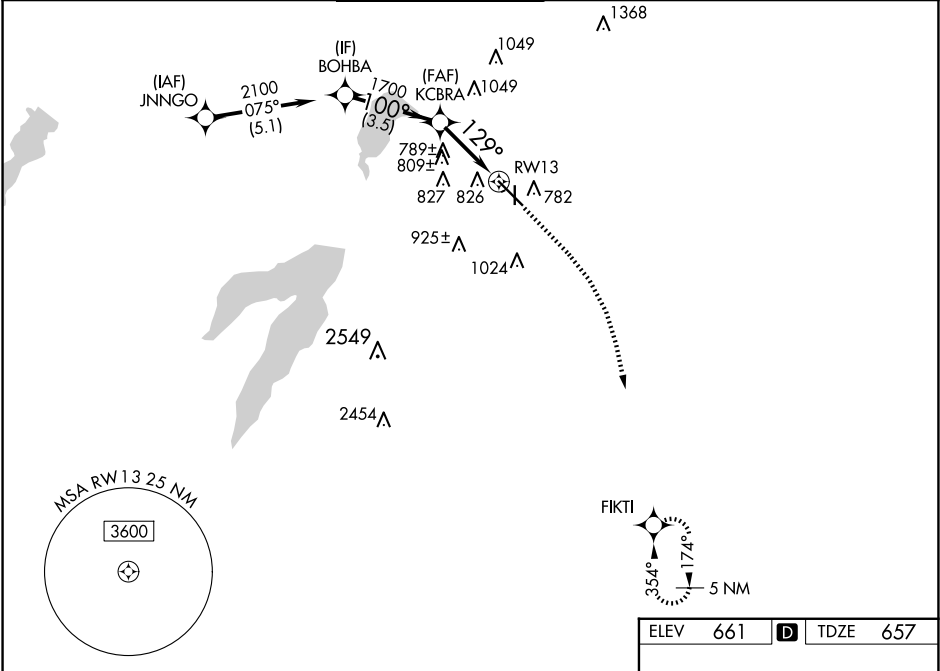 1368
1049
(IF)
BOHBA
(IAF)
JNNGO
2100
075°
(5.1)
1700
100°
(3.5)
(FAF)
KCBRA
1049
129°
789±
809±
827
826
RW13
782
925±
1024
2549
2454
MSA RW13 25 NM
3600
FIKTI
354°
174°
5 NM
ELEV 661 D TDZE 657